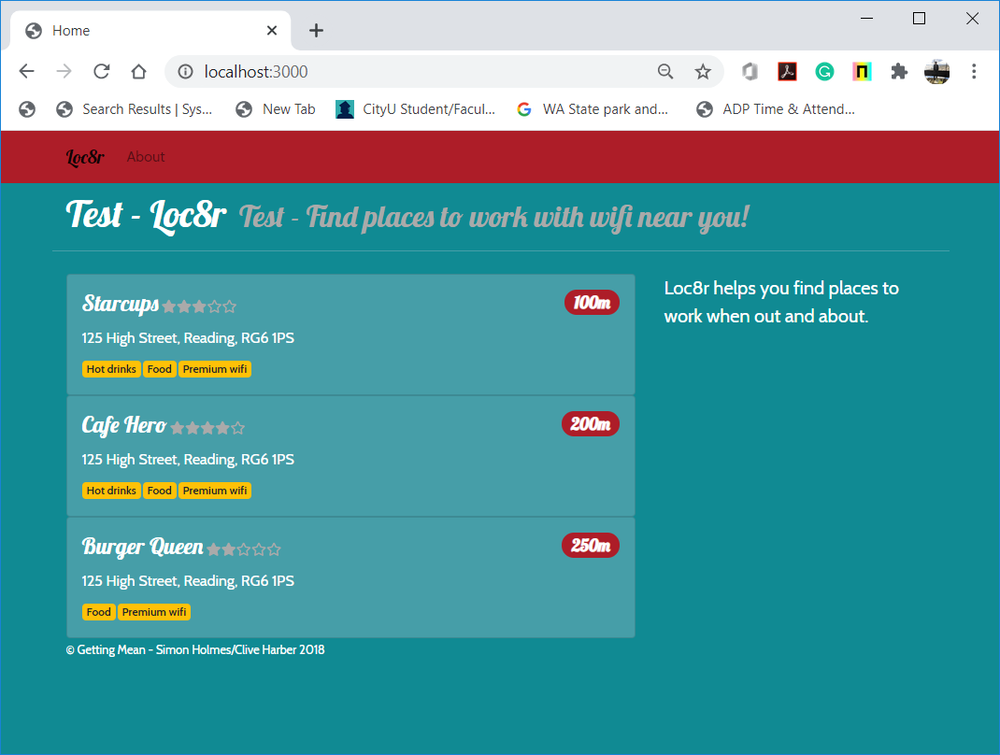 Home
localhost:3000
Search Results | Sys... New Tab CityU Student/Facul... WA State park and... ADP Time & Attend...
Loc8r About
Test - Loc8r Test - Find places to work with wifi near you!
Starcups 100m
125 High Street, Reading, RG6 1PS
Hot drinks Food Premium wifi
Cafe Hero 200m
125 High Street, Reading, RG6 1PS
Hot drinks Food Premium wifi
Burger Queen 250m
125 High Street, Reading, RG6 1PS
Food Premium wifi
Loc8r helps you find places to
work when out and about.
© Getting Mean - Simon Holmes/Clive Harber 2018